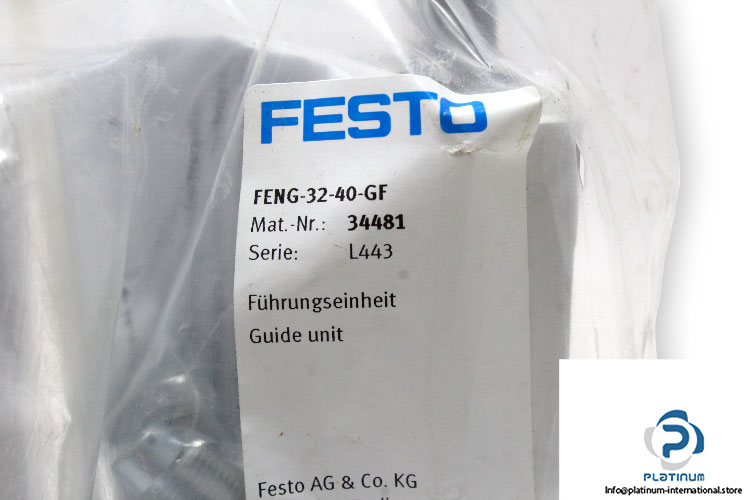 FESTO
FENG-32-40-GF
Mat.-Nr.: 34481
Serie: L443
Führungseinheit
Guide unit
Festo AG & Co. KG
PLATINUM
Info@platinum-international.store